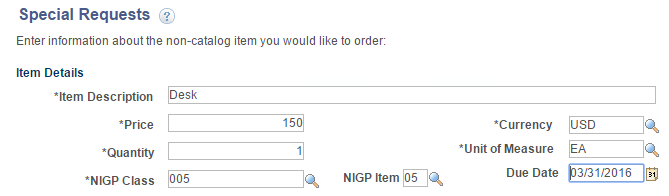 Special Requests ?
Enter information about the non-catalog item you would like to order:
Item Details
*Item Description Desk
*Price 150 *Currency USD
*Quantity 1 *Unit of Measure EA
*NIGP Class 005 NIGP Item 05 Due Date 03/31/2016 31